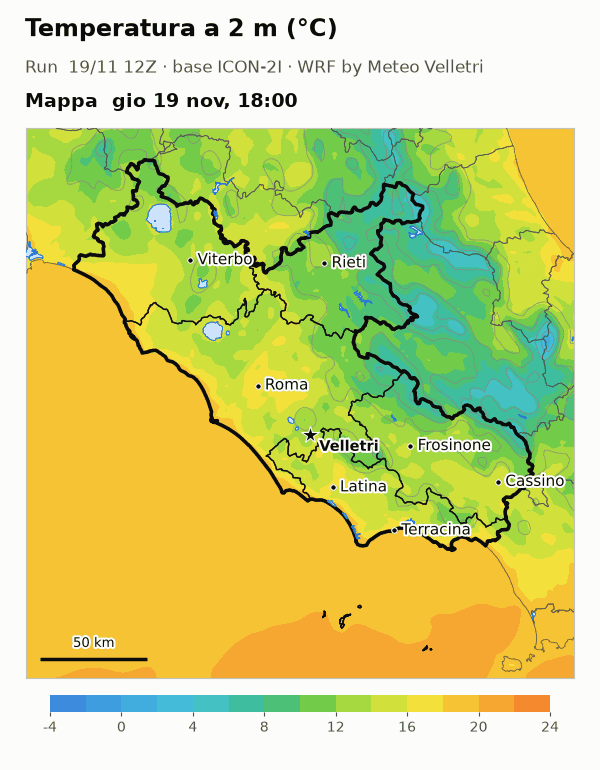 Temperatura a 2 m (°C)
Run  19/11 12Z · base ICON-2I · WRF by Meteo Velletri
Mappa  gio 19 nov, 18:00
Viterbo
Rieti
Roma
Velletri
Frosinone
Latina
Cassino
Terracina
50 km
-4 0 4 8 12 16 20 24